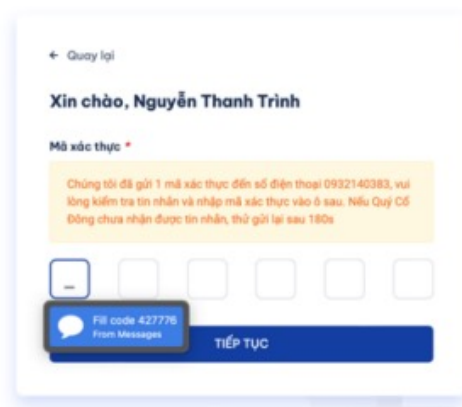 ← Quay lại
Xin chào, Nguyễn Thanh Trình
Mã xác thực *
Chúng tôi đã gửi 1 mã xác thực đến số điện thoại 0932140383, vui
lòng kiểm tra tin nhắn và nhập mã xác thực vào ô sau. Nếu Quý Cổ
Đông chưa nhận được tin nhắn, thử gửi lại sau 180s
Fill code 427776
From Messages
TIẾP TỤC